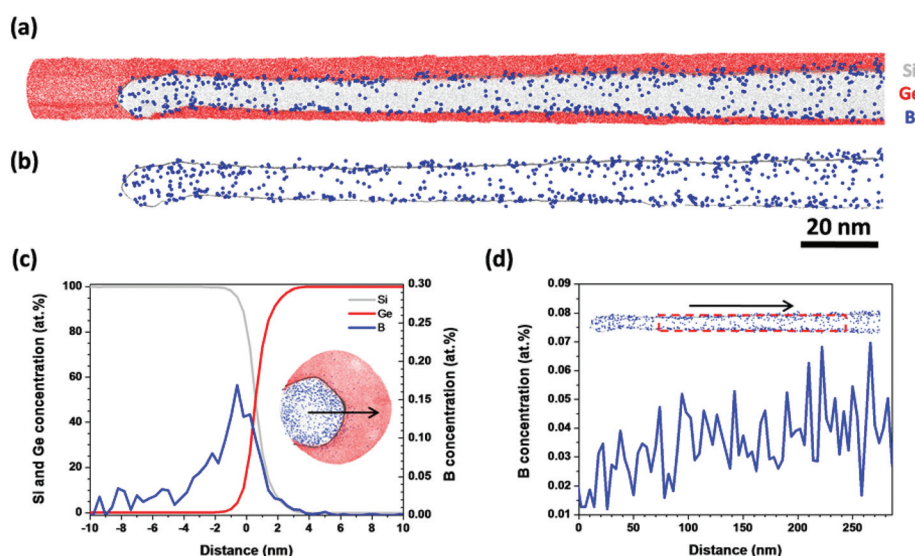 (a)
Si
Ge
B
(b)
20 nm
(c)
(d)
Si and Ge concentration (at.%)
100
80
60
40
20
0
-10 -8 -6 -4 -2 0 2 4 6 8 10
Distance (nm)
0.30
0.25
0.20
0.15
0.10
0.05
0.00
B concentration (at.%)
Si
Ge
B
B concentration (at.%)
0.09
0.08
0.07
0.06
0.05
0.04
0.03
0.02
0.01
0 50 100 150 200 250
Distance (nm)